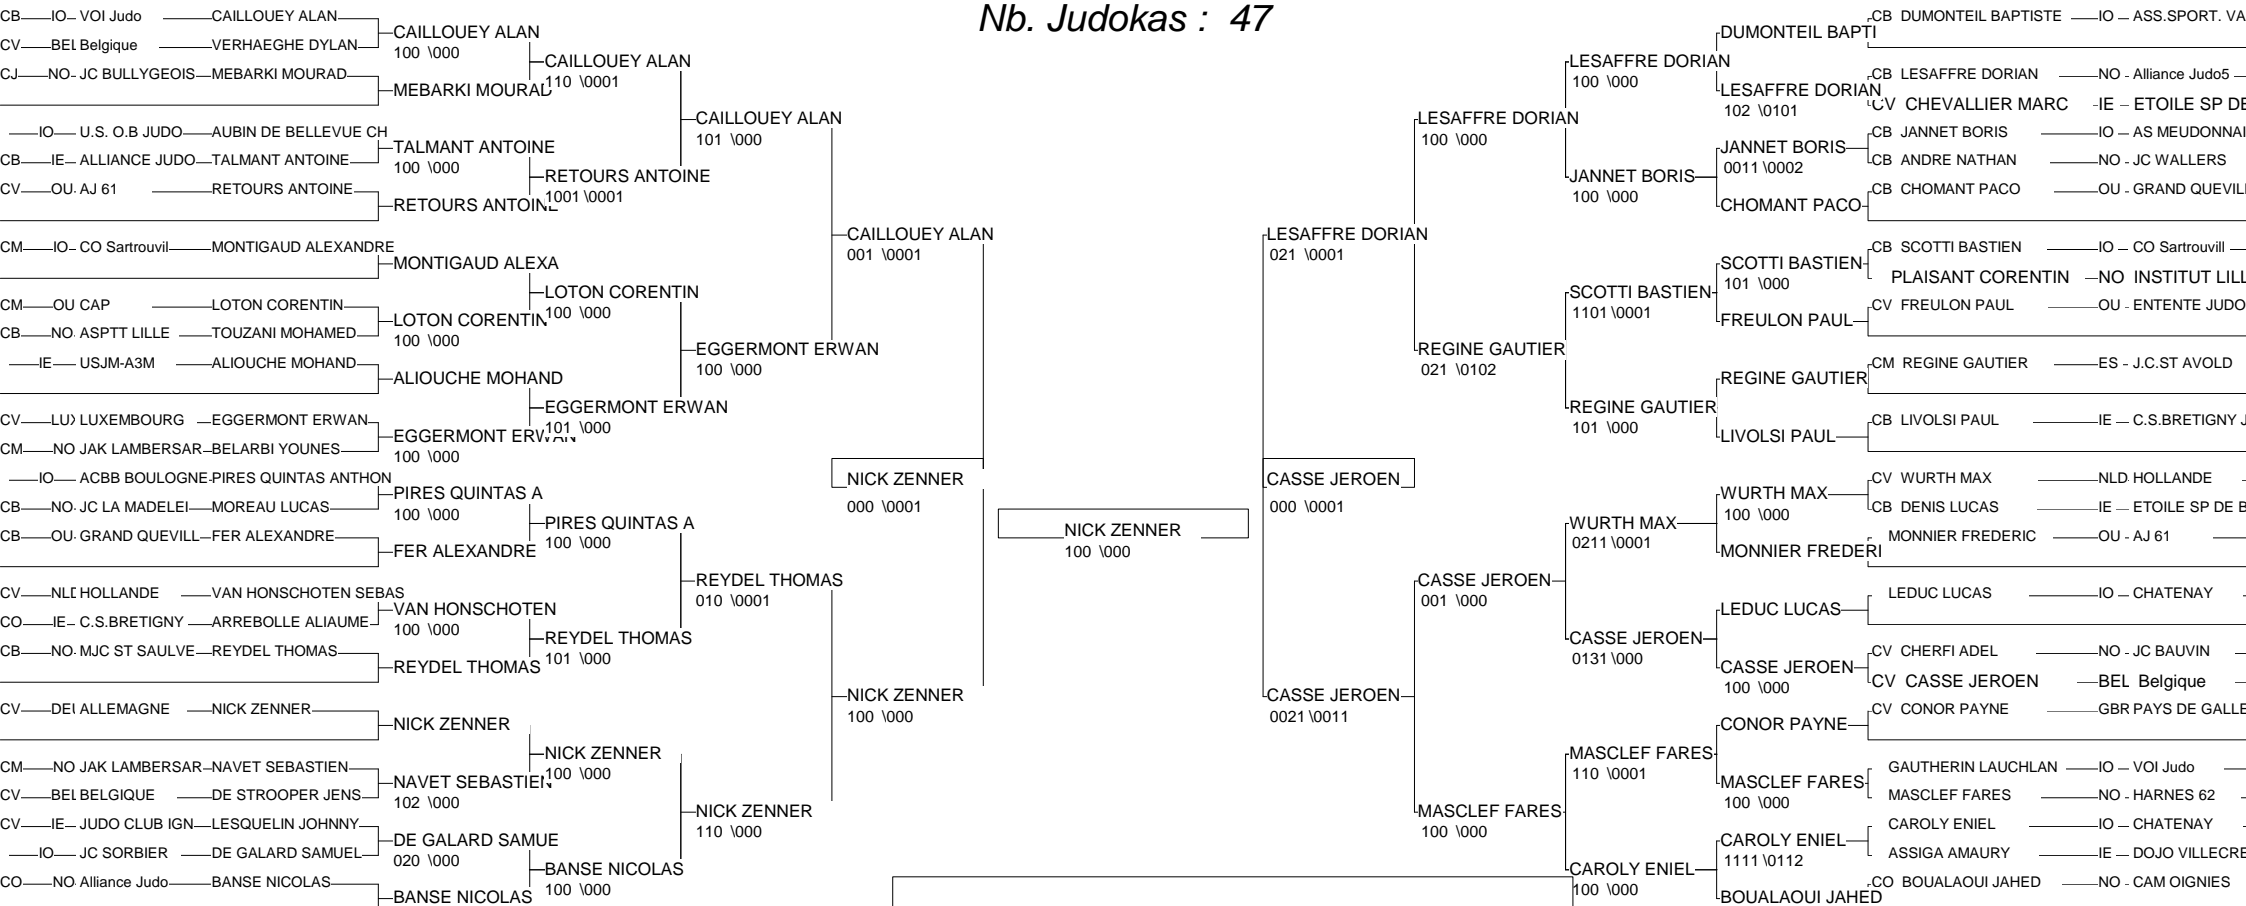 Nb. Judokas :  47
CB IO VOI Judo CAILLOUEY ALAN
CV BEL Belgique VERHAEGHE DYLAN
CJ NO JC BULLYGEOIS MEBARKI MOURAD
IO U.S. O.B JUDO AUBIN DE BELLEVUE CH
CB IE ALLIANCE JUDO TALMANT ANTOINE
CV OU AJ 61 RETOURS ANTOINE
CM IO CO Sartrouvil MONTIGAUD ALEXANDRE
CM OU CAP LOTON CORENTIN
CB NO ASPTT LILLE TOUZANI MOHAMED
IE USJM-A3M ALIOUCHE MOHAND
CV LUX LUXEMBOURG EGGERMONT ERWAN
CM NO JAK LAMBERSAR BELARBI YOUNES
IO ACBB BOULOGNE PIRES QUINTAS ANTHON
CB NO JC LA MADELEI MOREAU LUCAS
CB OU GRAND QUEVILL FER ALEXANDRE
CV NLD HOLLANDE VAN HONSCHOTEN SEBAS
CO IE C.S.BRETIGNY ARREBOLLE ALIAUME
CB NO MJC ST SAULVE REYDEL THOMAS
CV DEU ALLEMAGNE NICK ZENNER
CM NO JAK LAMBERSAR NAVET SEBASTIEN
CV BEL BELGIQUE DE STROOPER JENS
CV IE JUDO CLUB IGN LESQUELIN JOHNNY
IO JC SORBIER DE GALARD SAMUEL
CO NO Alliance Judo BANSE NICOLAS
CAILLOUEY ALAN
100 \000
MEBARKI MOURAD
TALMANT ANTOINE
100 \000
RETOURS ANTOINE
MONTIGAUD ALEXA
LOTON CORENTIN
100 \000
ALIOUCHE MOHAND
EGGERMONT ERWAN
100 \000
PIRES QUINTAS A
100 \000
FER ALEXANDRE
VAN HONSCHOTEN
100 \000
REYDEL THOMAS
NICK ZENNER
NAVET SEBASTIEN
102 \000
DE GALARD SAMUE
020 \000
BANSE NICOLAS
CAILLOUEY ALAN
110 \0001
RETOURS ANTOINE
1001 \0001
LOTON CORENTIN
100 \000
EGGERMONT ERWAN
101 \000
PIRES QUINTAS A
100 \000
REYDEL THOMAS
101 \000
NICK ZENNER
100 \000
BANSE NICOLAS
100 \000
CAILLOUEY ALAN
101 \000
EGGERMONT ERWAN
100 \000
REYDEL THOMAS
010 \0001
NICK ZENNER
110 \000
CAILLOUEY ALAN
001 \0001
NICK ZENNER
000 \0001
NICK ZENNER
100 \000
NICK ZENNER
100 \000
LESAFFRE DORIAN
021 \0001
CASSE JEROEN
000 \0001
CASSE JEROEN
0021 \0011
LESAFFRE DORIAN
100 \000
REGINE GAUTIER
021 \0102
CASSE JEROEN
001 \000
MASCLEF FARES
100 \000
LESAFFRE DORIAN
100 \000
JANNET BORIS
100 \000
SCOTTI BASTIEN
1101 \0001
REGINE GAUTIER
101 \000
WURTH MAX
0211 \0001
CASSE JEROEN
0131 \000
MASCLEF FARES
110 \0001
CAROLY ENIEL
100 \000
DUMONTEIL BAPTI
LESAFFRE DORIAN
102 \0101
JANNET BORIS
0011 \0002
CHOMANT PACO
SCOTTI BASTIEN
101 \000
FREULON PAUL
REGINE GAUTIER
LIVOLSI PAUL
WURTH MAX
100 \000
MONNIER FREDERI
LEDUC LUCAS
CASSE JEROEN
100 \000
CONOR PAYNE
MASCLEF FARES
100 \000
CAROLY ENIEL
1111 \0112
BOUALAOUI JAHED
CB DUMONTEIL BAPTISTE IO ASS.SPORT. VA
CB LESAFFRE DORIAN NO Alliance Judo5
CV CHEVALLIER MARC IE ETOILE SP DE
CB JANNET BORIS IO AS MEUDONNAI
CB ANDRE NATHAN NO JC WALLERS
CB CHOMANT PACO OU GRAND QUEVILL
CB SCOTTI BASTIEN IO CO Sartrouvill
PLAISANT CORENTIN NO INSTITUT LILL
CV FREULON PAUL OU ENTENTE JUDO
CM REGINE GAUTIER ES J.C.ST AVOLD
CB LIVOLSI PAUL IE C.S.BRETIGNY J
CV WURTH MAX NLD HOLLANDE
CB DENIS LUCAS IE ETOILE SP DE B
MONNIER FREDERIC OU AJ 61
LEDUC LUCAS IO CHATENAY
CV CHERFI ADEL NO JC BAUVIN
CV CASSE JEROEN BEL Belgique
CV CONOR PAYNE GBR PAYS DE GALLE
GAUTHERIN LAUCHLAN IO VOI Judo
MASCLEF FARES NO HARNES 62
CAROLY ENIEL IO CHATENAY
ASSIGA AMAURY IE DOJO VILLECRE
CO BOUALAOUI JAHED NO CAM OIGNIES